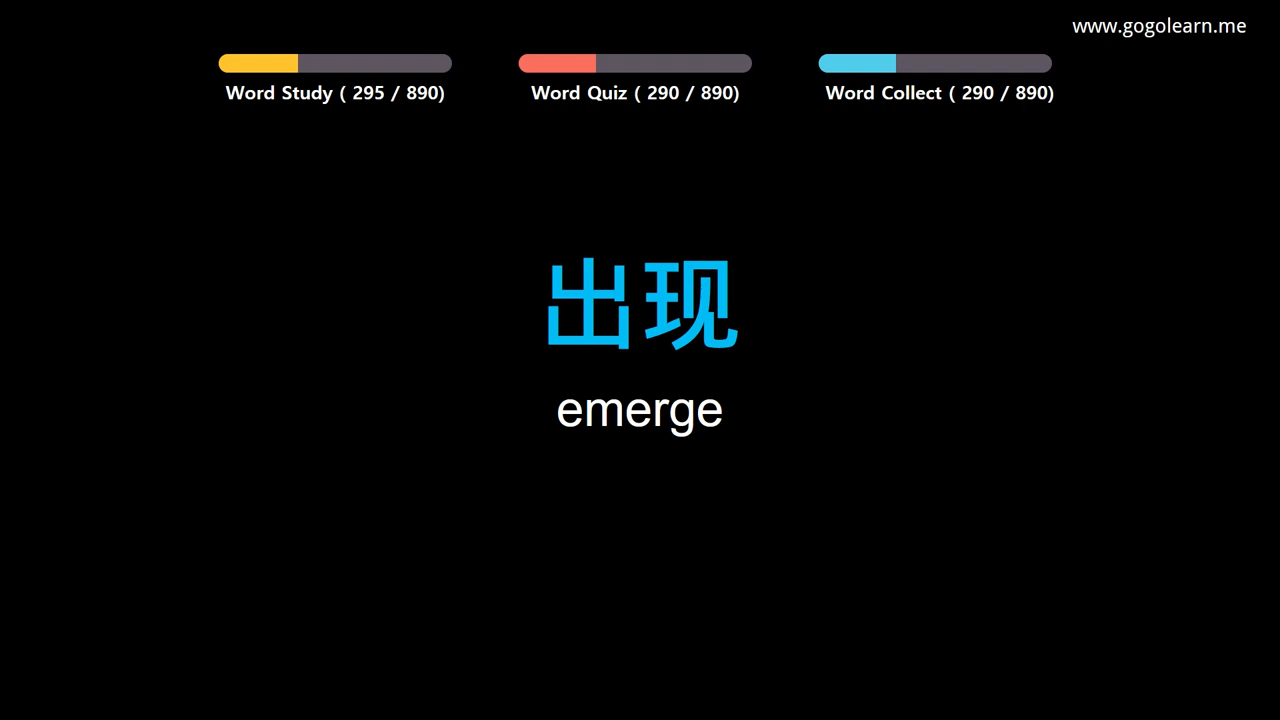 www.gogolearn.me
Word Study ( 295 / 890)
Word Quiz ( 290 / 890)
Word Collect ( 290 / 890)
出现
emerge